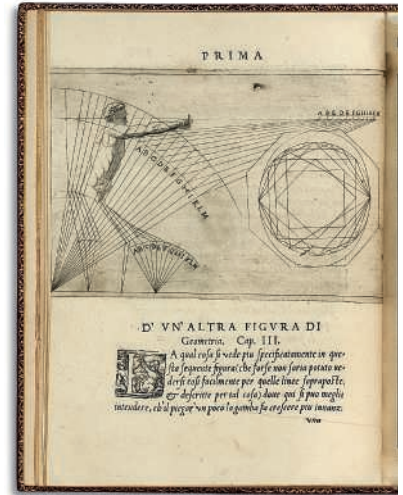 PRIMA
A B C D E F G H I K L M
A B C D E F G H I K L M
D' VN'ALTRA FIGVRA DI
Geometria, Cap. III.
A qual cosa si vede piu specificatamente in que-
sta seguente figura (che forse non saria potuto ve-
dersi cosi facilmente per quelle linee sopraposte,
& descritte per tal cosa) doue qui si puo meglio
intendere, ch'il piegar vn poco la gamba fa crescere piu innanz.